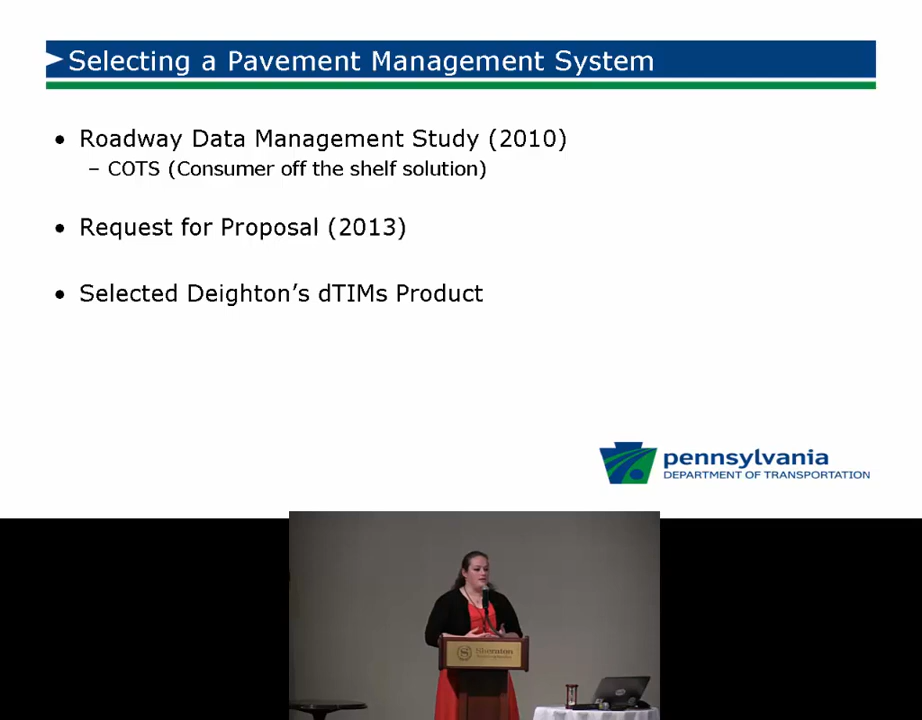 Selecting a Pavement Management System
• Roadway Data Management Study (2010)
– COTS (Consumer off the shelf solution)
• Request for Proposal (2013)
• Selected Deighton's dTIMs Product
pennsylvania
DEPARTMENT OF TRANSPORTATION
Sheraton